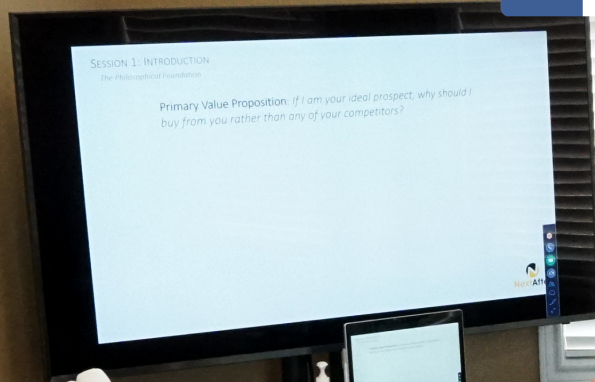 SESSION 1: INTRODUCTION
The Philosophical Foundation
Primary Value Proposition: If I am your ideal prospect, why should I
buy from you rather than any of your competitors?
NextAfte